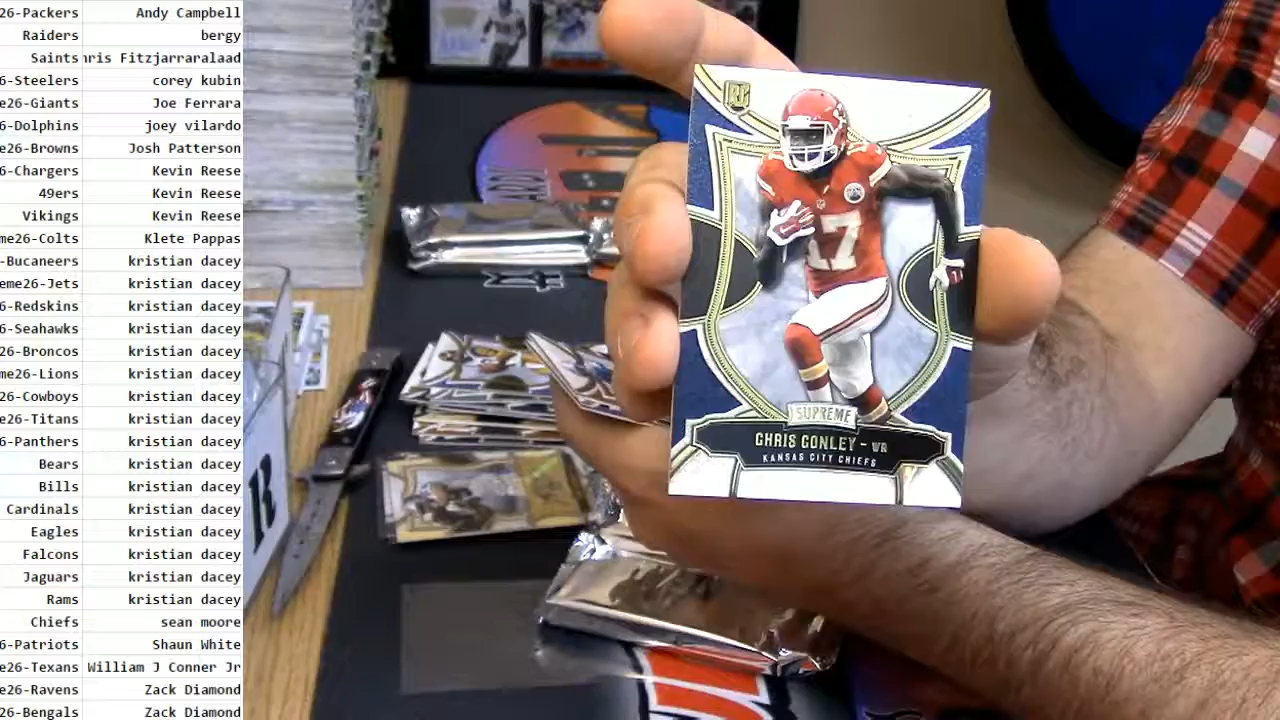 26-Packers Andy Campbell
Raiders bergy
Saints hris Fitzjarraralaad
6-Steelers corey kubin
e26-Giants Joe Ferrara
6-Dolphins joey vilardo
e26-Browns Josh Patterson
6-Chargers Kevin Reese
49ers Kevin Reese
Vikings Kevin Reese
me26-Colts Klete Pappas
-Bucaneers kristian dacey
eme26-Jets kristian dacey
26-Redskins kristian dacey
6-Seahawks kristian dacey
26-Broncos kristian dacey
me26-Lions kristian dacey
26-Cowboys kristian dacey
e26-Titans kristian dacey
6-Panthers kristian dacey
Bears kristian dacey
Bills kristian dacey
Cardinals kristian dacey
Eagles kristian dacey
Falcons kristian dacey
Jaguars kristian dacey
Rams kristian dacey
Chiefs sean moore
6-Patriots Shaun White
e26-Texans William J Conner Jr
e26-Ravens Zack Diamond
26-Bengals Zack Diamond
RC
17
SUPREME
CHRIS CONLEY - WR
KANSAS CITY CHIEFS
R